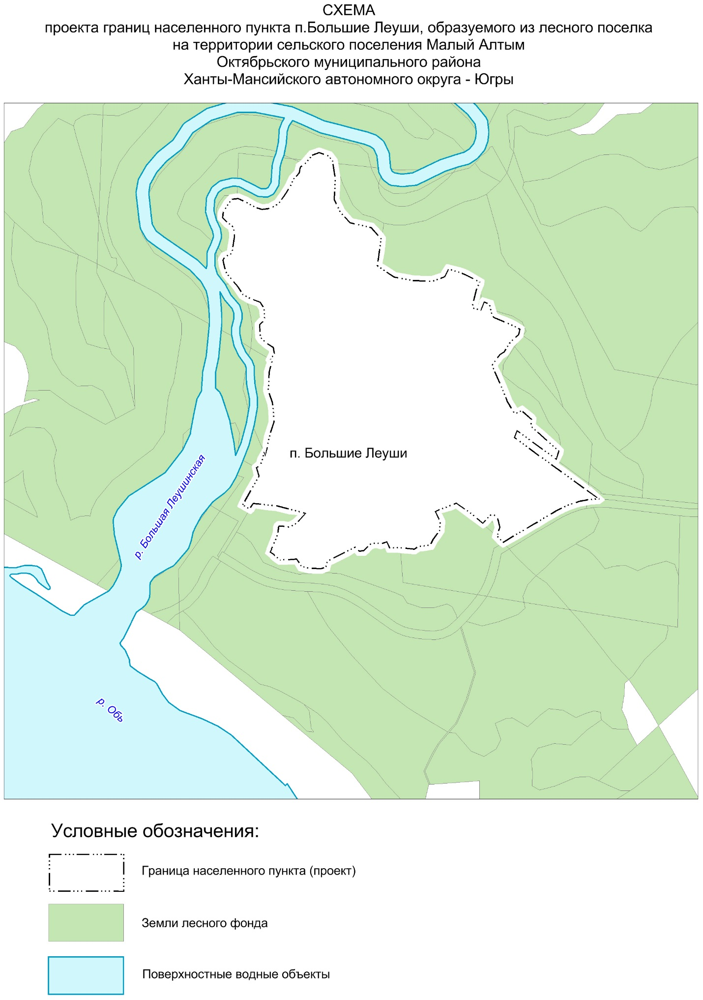 СХЕМА
проекта границ населенного пункта п.Большие Леуши, образуемого из лесного поселка
на территории сельского поселения Малый Алтым
Октябрьского муниципального района
Ханты-Мансийского автономного округа - Югры
п. Большие Леуши
р. Большая Леушинская
р. Обь
Условные обозначения:
Граница населенного пункта (проект)
Земли лесного фонда
Поверхностные водные объекты